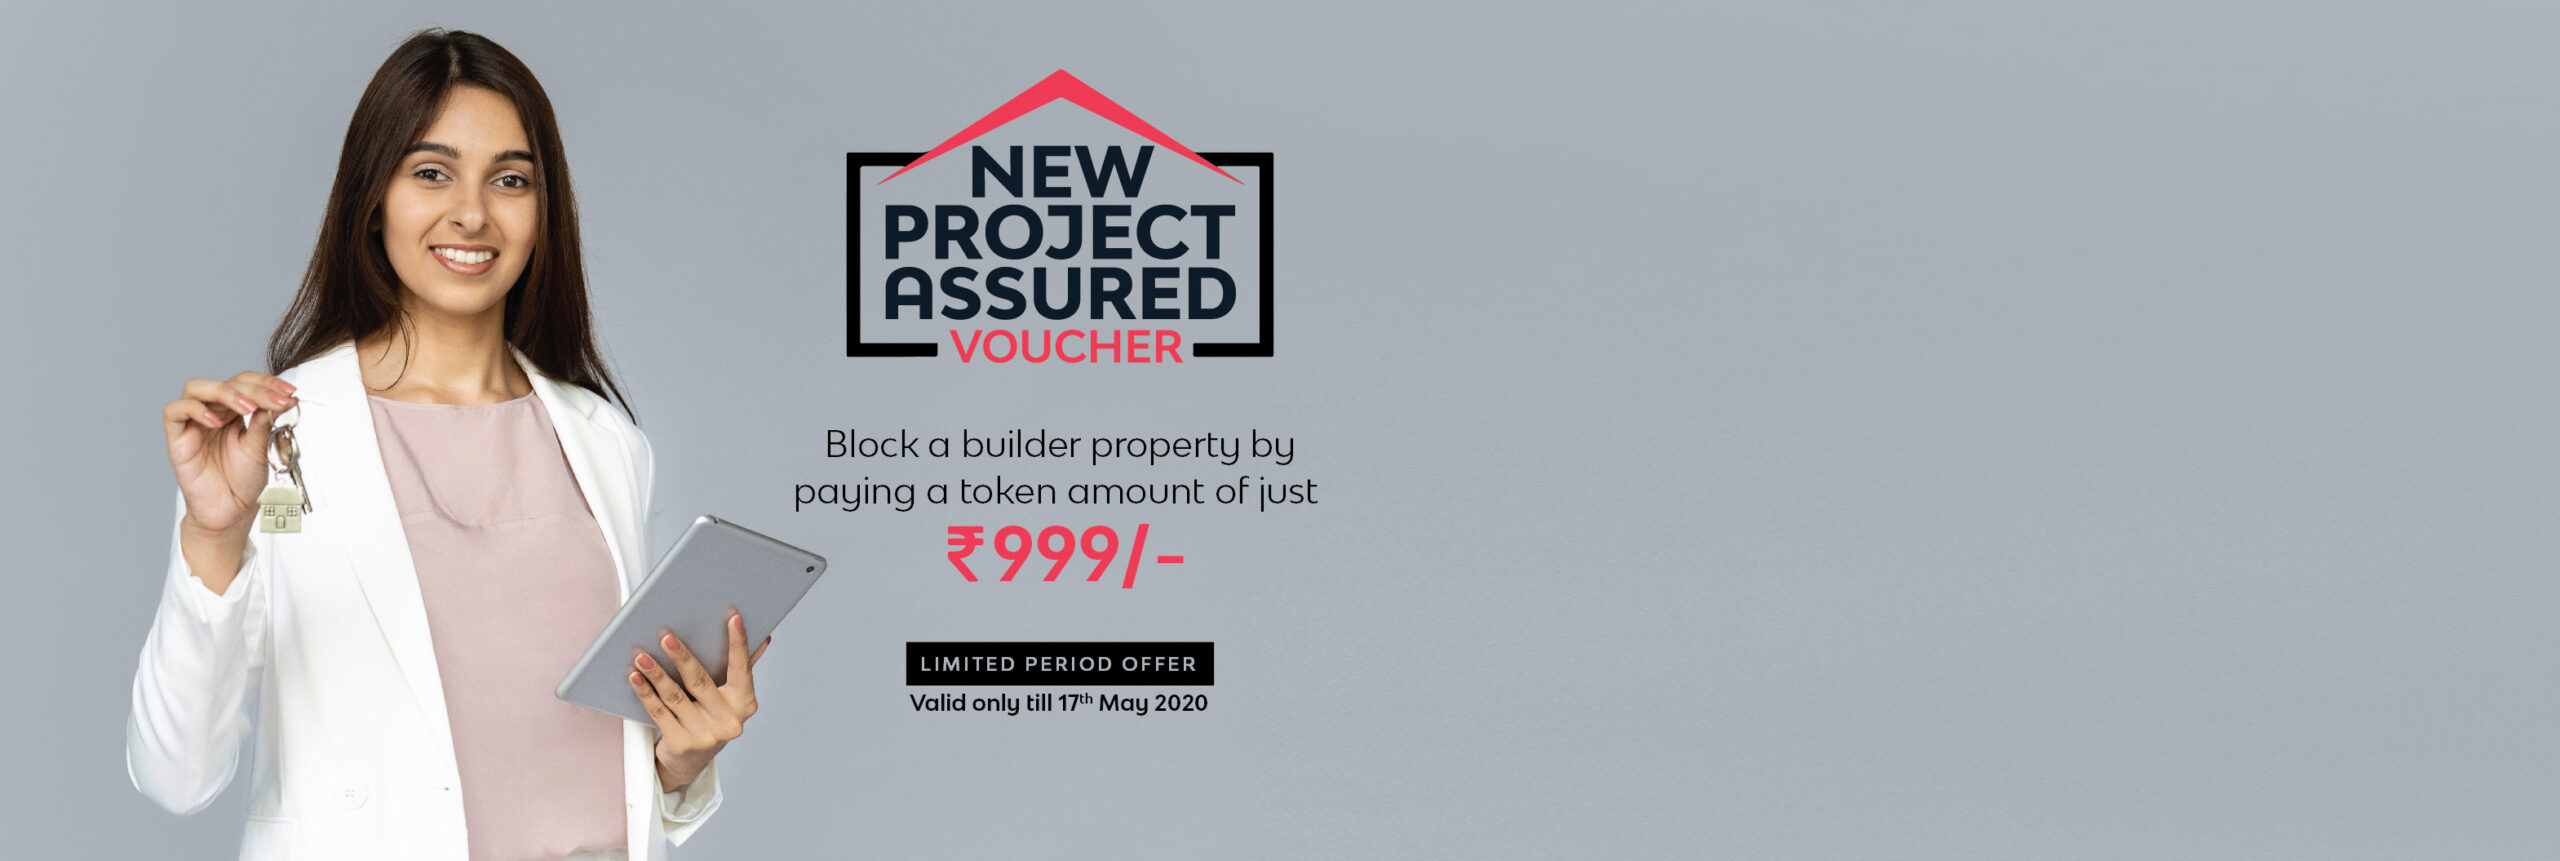 NEW
PROJECT
ASSURED
VOUCHER
Block a builder property by
paying a token amount of just
₹999/-
LIMITED PERIOD OFFER
Valid only till 17th May 2020